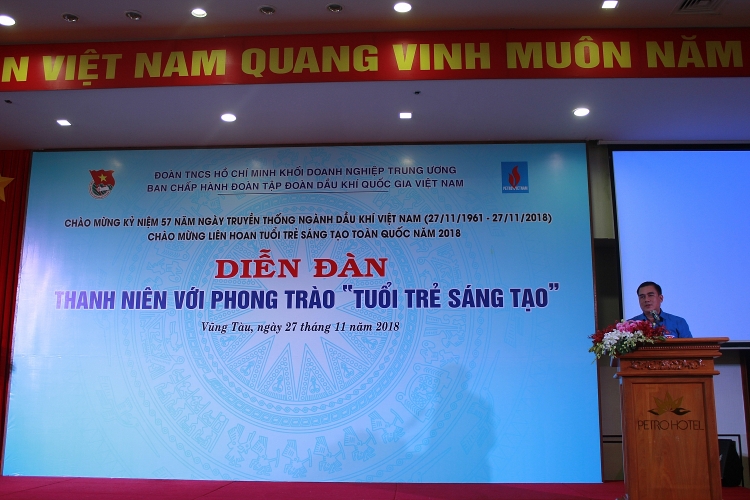 N VIỆT NAM QUANG VINH MUÔN NĂM
ĐOÀN TNCS HỒ CHÍ MINH KHỐI DOANH NGHIỆP TRUNG ƯƠNG
BAN CHẤP HÀNH ĐOÀN TẬP ĐOÀN DẦU KHÍ QUỐC GIA VIỆT NAM
PETROVIETNAM
CHÀO MỪNG KỶ NIỆM 57 NĂM NGÀY TRUYỀN THỐNG NGÀNH DẦU KHÍ VIỆT NAM (27/11/1961 - 27/11/2018)
CHÀO MỪNG LIÊN HOAN TUỔI TRẺ SÁNG TẠO TOÀN QUỐC NĂM 2018
DIỄN ĐÀN
THANH NIÊN VỚI PHONG TRÀO "TUỔI TRẺ SÁNG TẠO"
Vũng Tàu, ngày 27 tháng 11 năm 2018
PETRO HOTEL